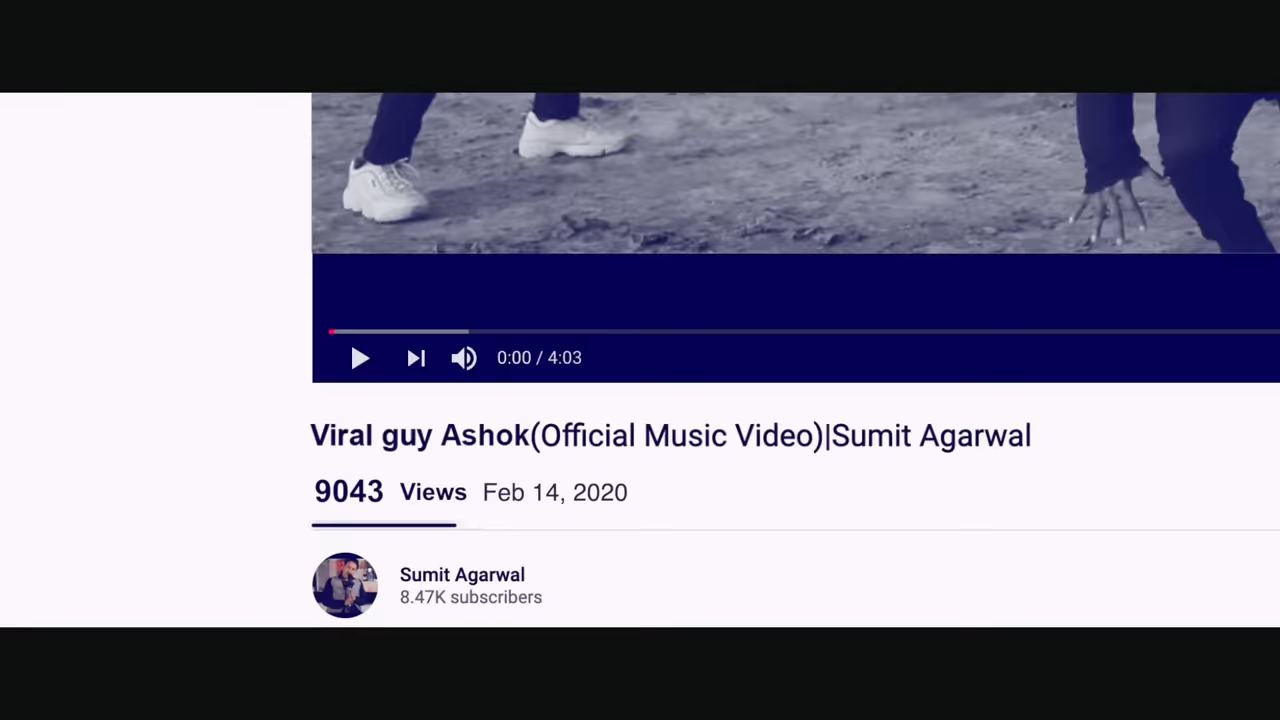 0:00 / 4:03
Viral guy Ashok(Official Music Video)|Sumit Agarwal
9043 Views Feb 14, 2020
Sumit Agarwal
8.47K subscribers